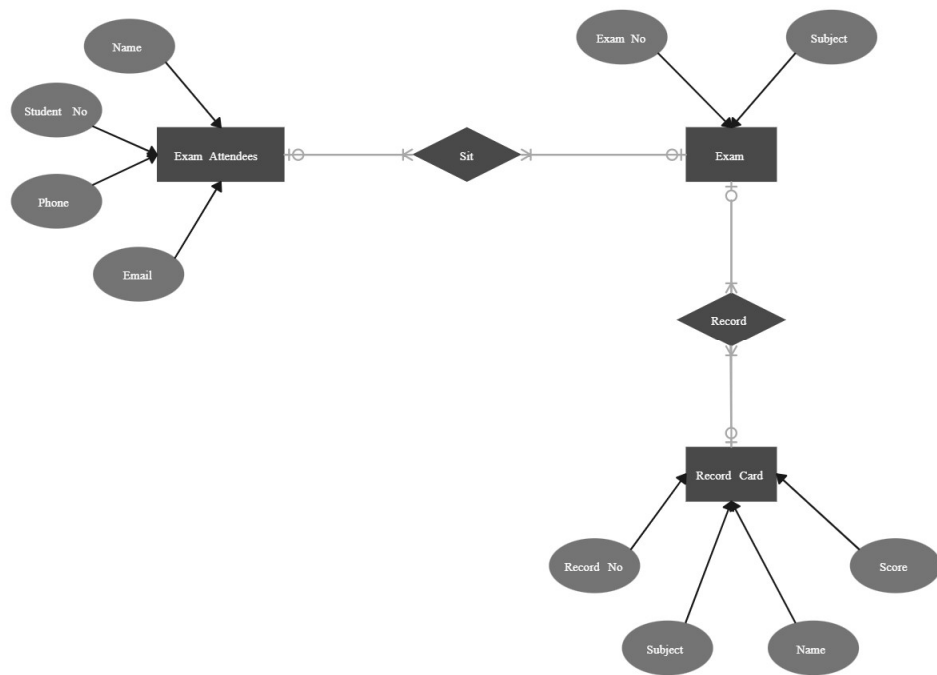 Name
Exam No
Subject
Student No
Exam Attendees
Sit
Exam
Phone
Email
Record
Record Card
Record No
Score
Subject
Name